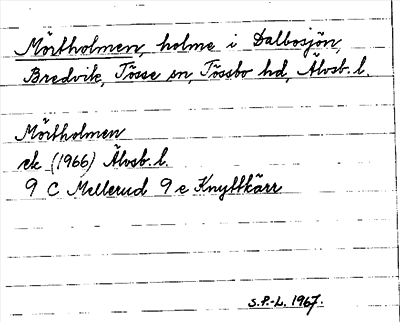 Mörtholmen, holme i Dalbosjön,
Bredvik, Tösse sn, Tössbo hd, Älvsb. l.
Mörtholmen
ek (1966) Älvsb. l.
9 C Mellerud 9 e Knyttkärr
S.P.-L. 1967.